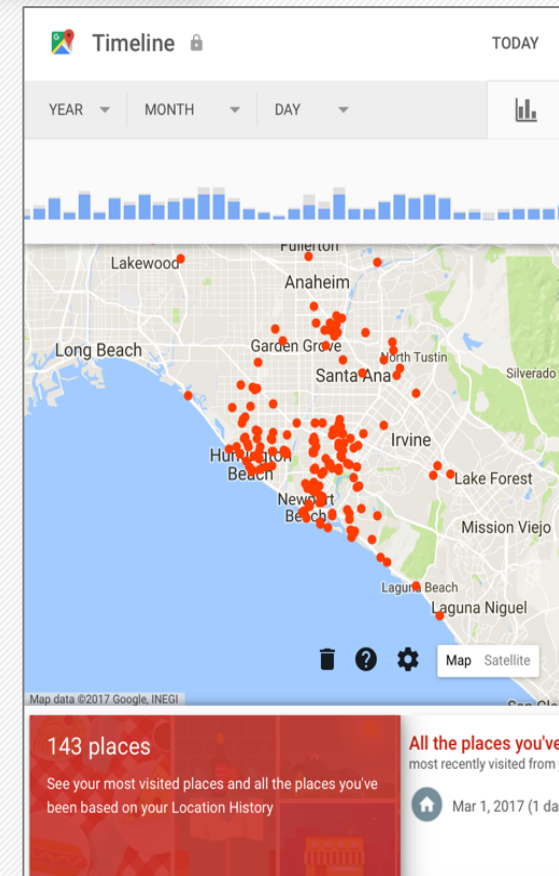 Timeline
TODAY
YEAR MONTH DAY
Fullerton
Lakewood
Anaheim
Long Beach
Garden Grove
North Tustin
Santa Ana
Silverado
Irvine
Huntington
Beach
Lake Forest
Newport
Beach
Mission Viejo
Laguna Beach
Laguna Niguel
Map Satellite
Map data ©2017 Google, INEGI
143 places
See your most visited places and all the places you've
been based on your Location History
All the places you've
most recently visited from
Mar 1, 2017 (1 da